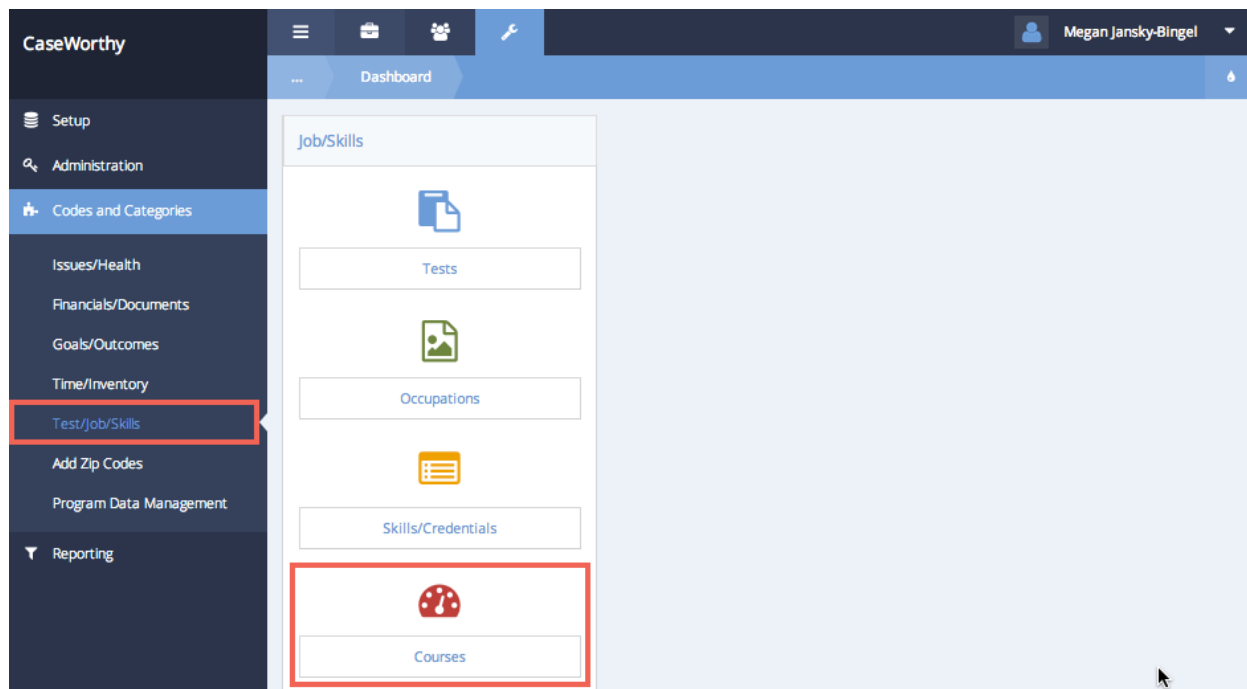 CaseWorthy
Megan Jansky-Bingel
... Dashboard
Setup
Administration
Codes and Categories
Issues/Health
Financials/Documents
Goals/Outcomes
Time/Inventory
Test/Job/Skills
Add Zip Codes
Program Data Management
Reporting
Job/Skills
Tests
Occupations
Skills/Credentials
Courses